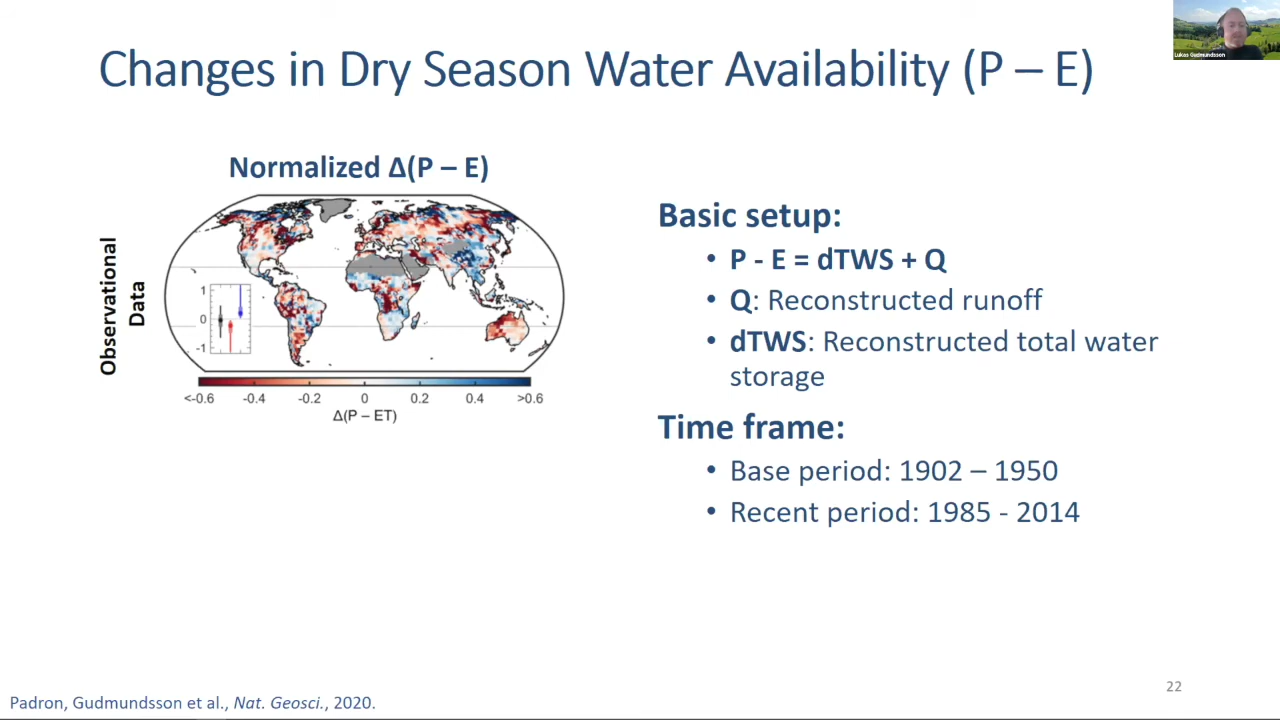 Changes in Dry Season Water Availability (P – E)
Lukas Gudmundsson
Normalized Δ(P – E)
Observational
Data
1
0
-1
<-0.6 -0.4 -0.2 0 0.2 0.4 >0.6
Δ(P – ET)
Basic setup:
• P - E = dTWS + Q
• Q: Reconstructed runoff
• dTWS: Reconstructed total water
storage
Time frame:
• Base period: 1902 – 1950
• Recent period: 1985 - 2014
22
Padron, Gudmundsson et al., Nat. Geosci., 2020.